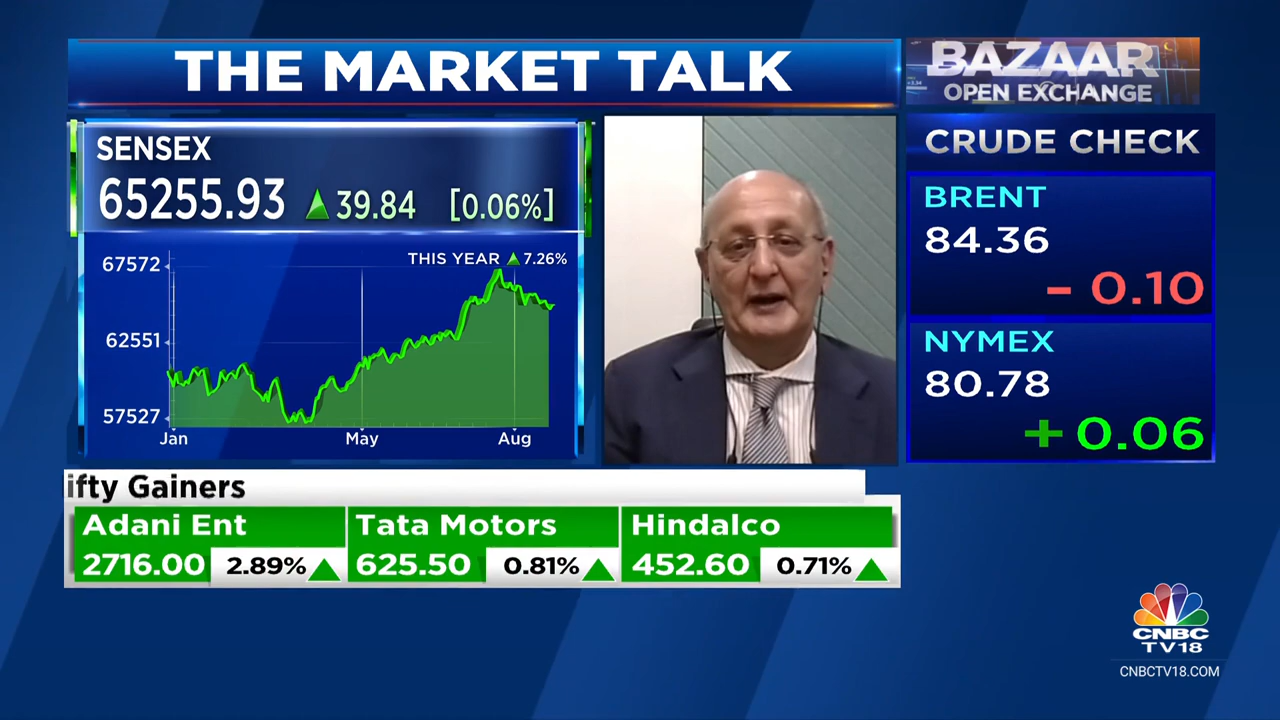 THE MARKET TALK
BAZAAR
OPEN EXCHANGE
SENSEX
65255.93 39.84 [0.06%]
THIS YEAR 7.26%
67572
62551
57527
Jan May Aug
CRUDE CHECK
BRENT
84.36
- 0.10
NYMEX
80.78
+ 0.06
ifty Gainers
Adani Ent
2716.00 2.89%
Tata Motors
625.50 0.81%
Hindalco
452.60 0.71%
CNBC
TV18
CNBCTV18.COM